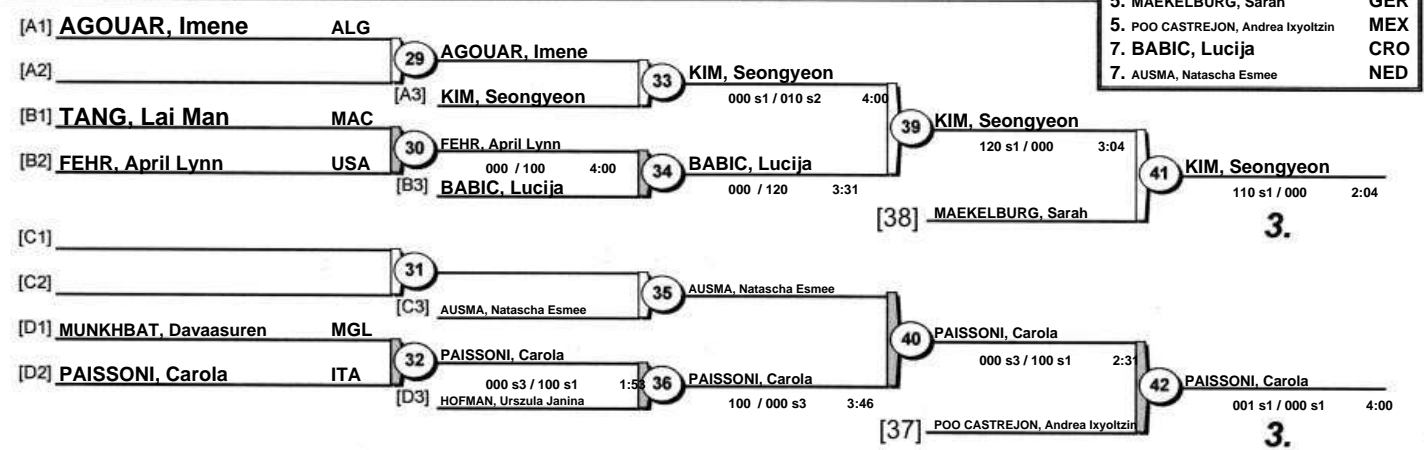 5. MAEKELBURG, Sarah GER
5. POO CASTREJON, Andrea Ixyoltzin MEX
7. BABIC, Lucija CRO
7. AUSMA, Natascha Esmee NED
[A1] AGOUAR, Imene ALG
29 AGOUAR, Imene
[A2]
[A3] KIM, Seongyeon
33 KIM, Seongyeon
000 s1 / 010 s2 4:00
[B1] TANG, Lai Man MAC
30 FEHR, April Lynn
000 / 100 4:00
[B2] FEHR, April Lynn USA
[B3] BABIC, Lucija
34 BABIC, Lucija
000 / 120 3:31
39 KIM, Seongyeon
120 s1 / 000 3:04
[38] MAEKELBURG, Sarah
41 KIM, Seongyeon
110 s1 / 000 2:04
3.
[C1]
31
[C2]
[C3] AUSMA, Natascha Esmee
35 AUSMA, Natascha Esmee
[D1] MUNKHBAT, Davaasuren MGL
32 PAISSONI, Carola
000 s3 / 100 s1 1:53
[D2] PAISSONI, Carola ITA
[D3] HOFMAN, Urszula Janina
36 PAISSONI, Carola
100 / 000 s3 3:46
40 PAISSONI, Carola
000 s3 / 100 s1 2:31
[37] POO CASTREJON, Andrea Ixyoltzin
42 PAISSONI, Carola
001 s1 / 000 s1 4:00
3.